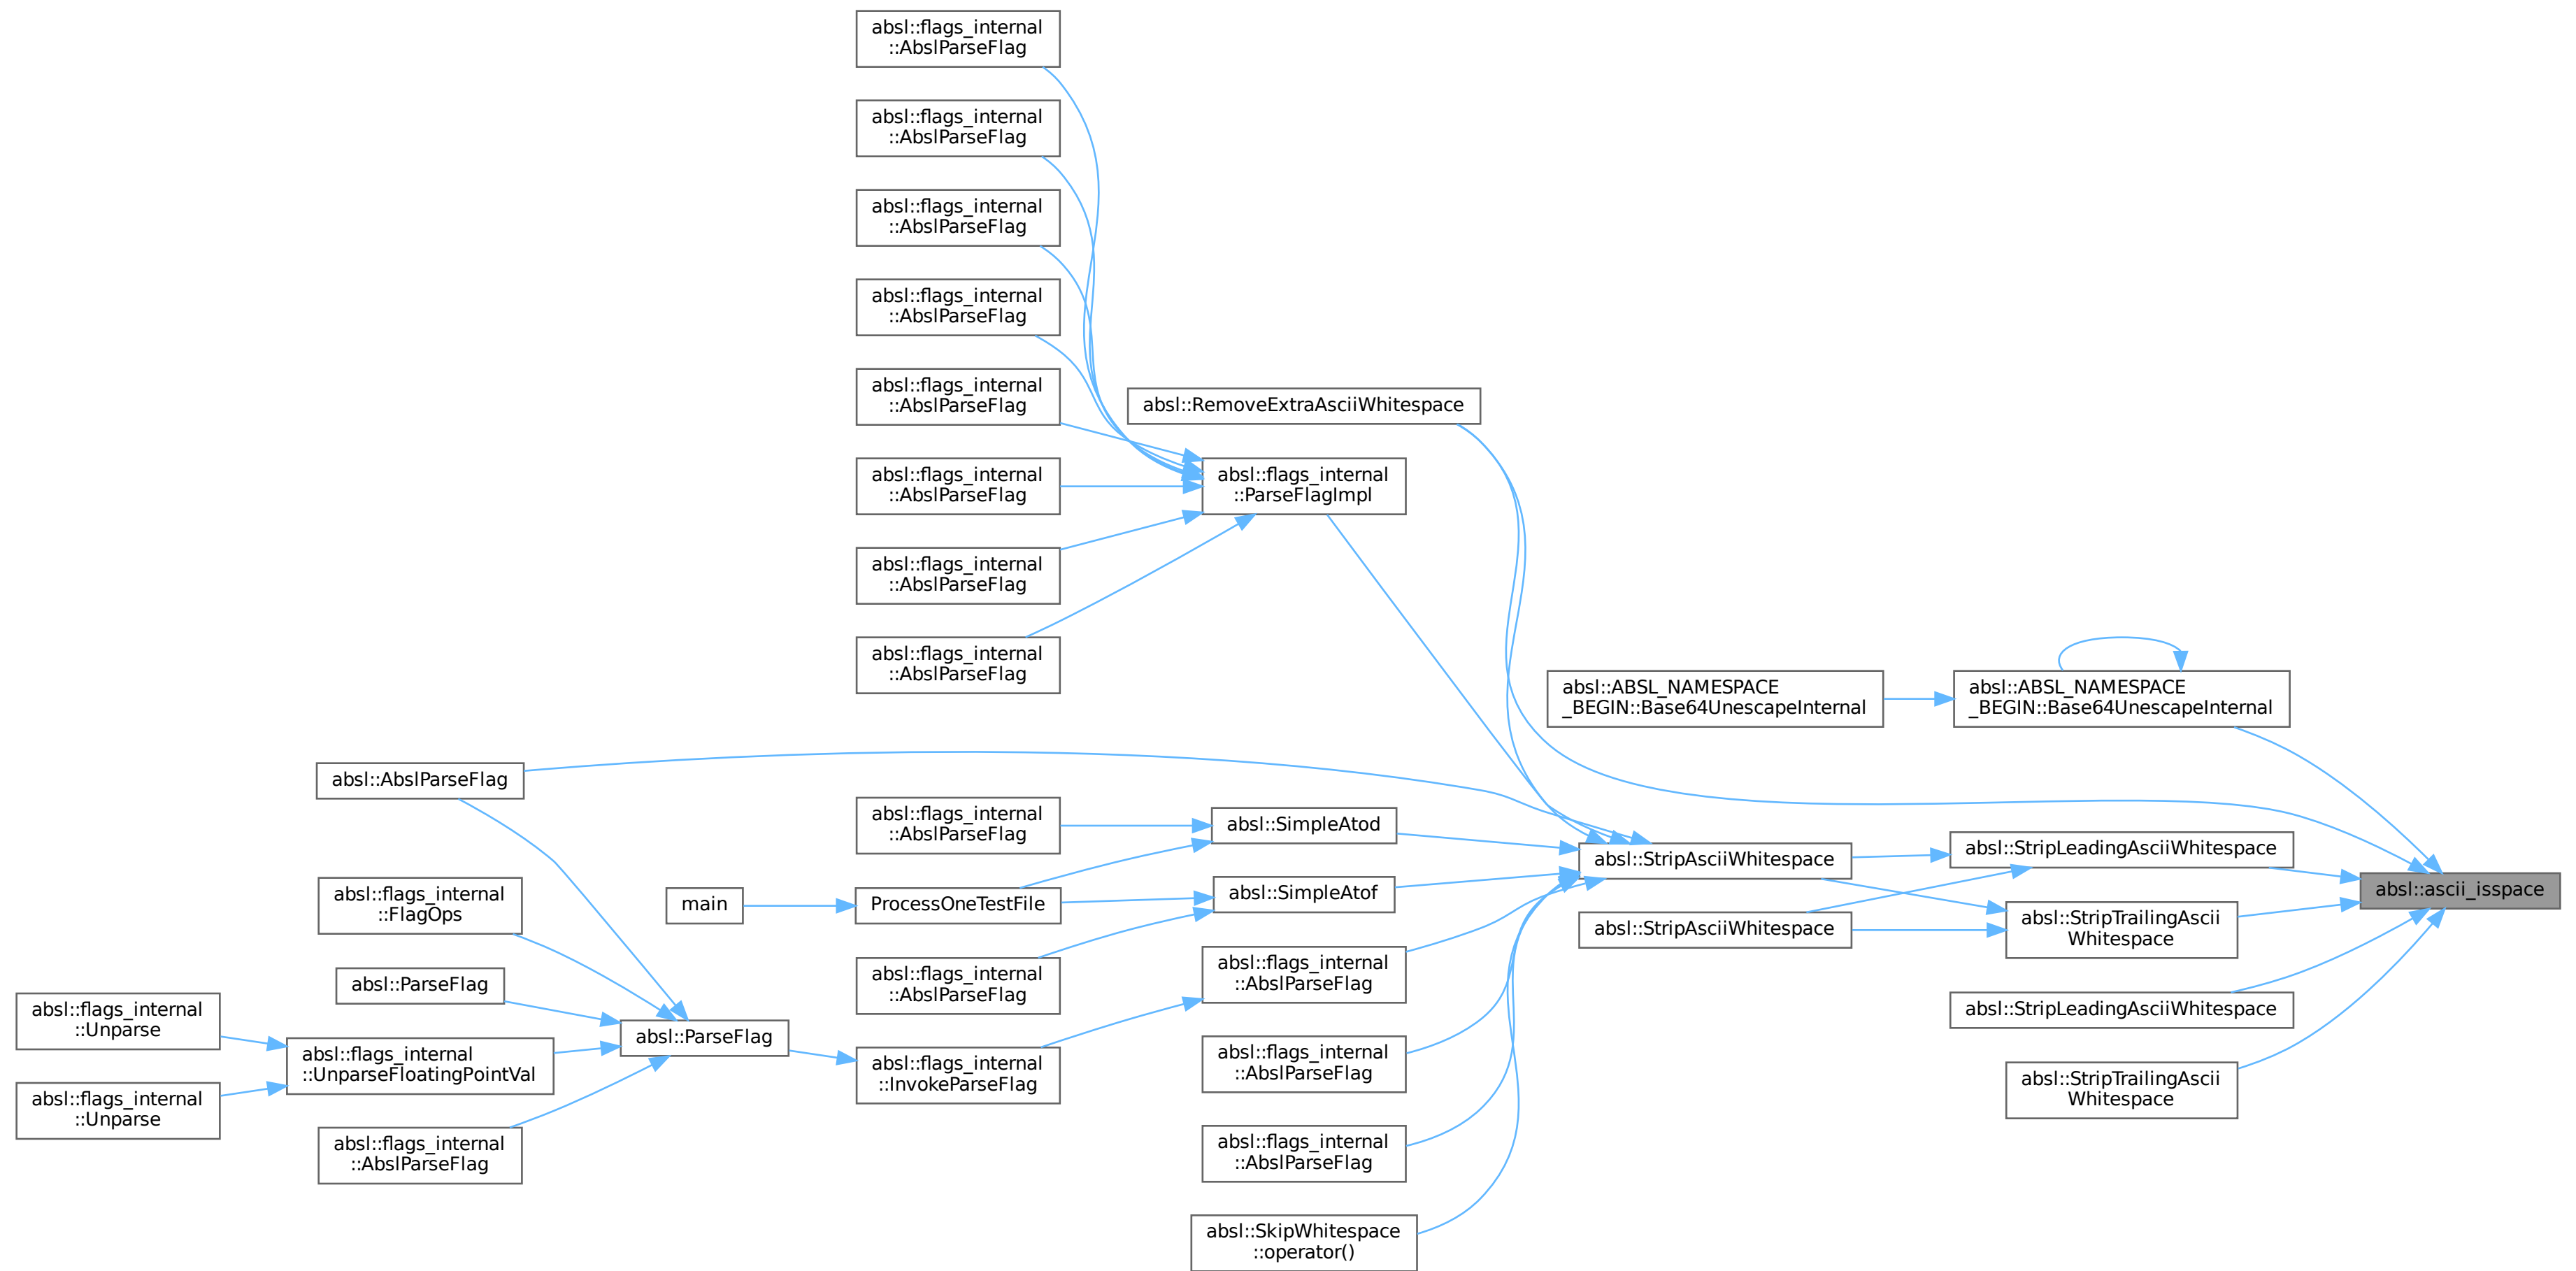 absl::flags_internal
::AbslParseFlag
absl::flags_internal
::AbslParseFlag
absl::flags_internal
::AbslParseFlag
absl::flags_internal
::AbslParseFlag
absl::flags_internal
::AbslParseFlag
absl::RemoveExtraAsciiWhitespace
absl::flags_internal
::AbslParseFlag
absl::flags_internal
::ParseFlagImpl
absl::flags_internal
::AbslParseFlag
absl::flags_internal
::AbslParseFlag
absl::ABSL_NAMESPACE
_BEGIN::Base64UnescapeInternal
absl::ABSL_NAMESPACE
_BEGIN::Base64UnescapeInternal
absl::AbslParseFlag
absl::flags_internal
::AbslParseFlag
absl::SimpleAtod
absl::StripAsciiWhitespace
absl::StripLeadingAsciiWhitespace
absl::ascii_isspace
absl::flags_internal
::FlagOps
main
ProcessOneTestFile
absl::SimpleAtof
absl::StripAsciiWhitespace
absl::StripTrailingAscii
Whitespace
absl::ParseFlag
absl::flags_internal
::AbslParseFlag
absl::flags_internal
::AbslParseFlag
absl::StripLeadingAsciiWhitespace
absl::flags_internal
::Unparse
absl::flags_internal
::UnparseFloatingPointVal
absl::ParseFlag
absl::flags_internal
::InvokeParseFlag
absl::flags_internal
::AbslParseFlag
absl::StripTrailingAscii
Whitespace
absl::flags_internal
::Unparse
absl::flags_internal
::AbslParseFlag
absl::flags_internal
::AbslParseFlag
absl::SkipWhitespace
::operator()